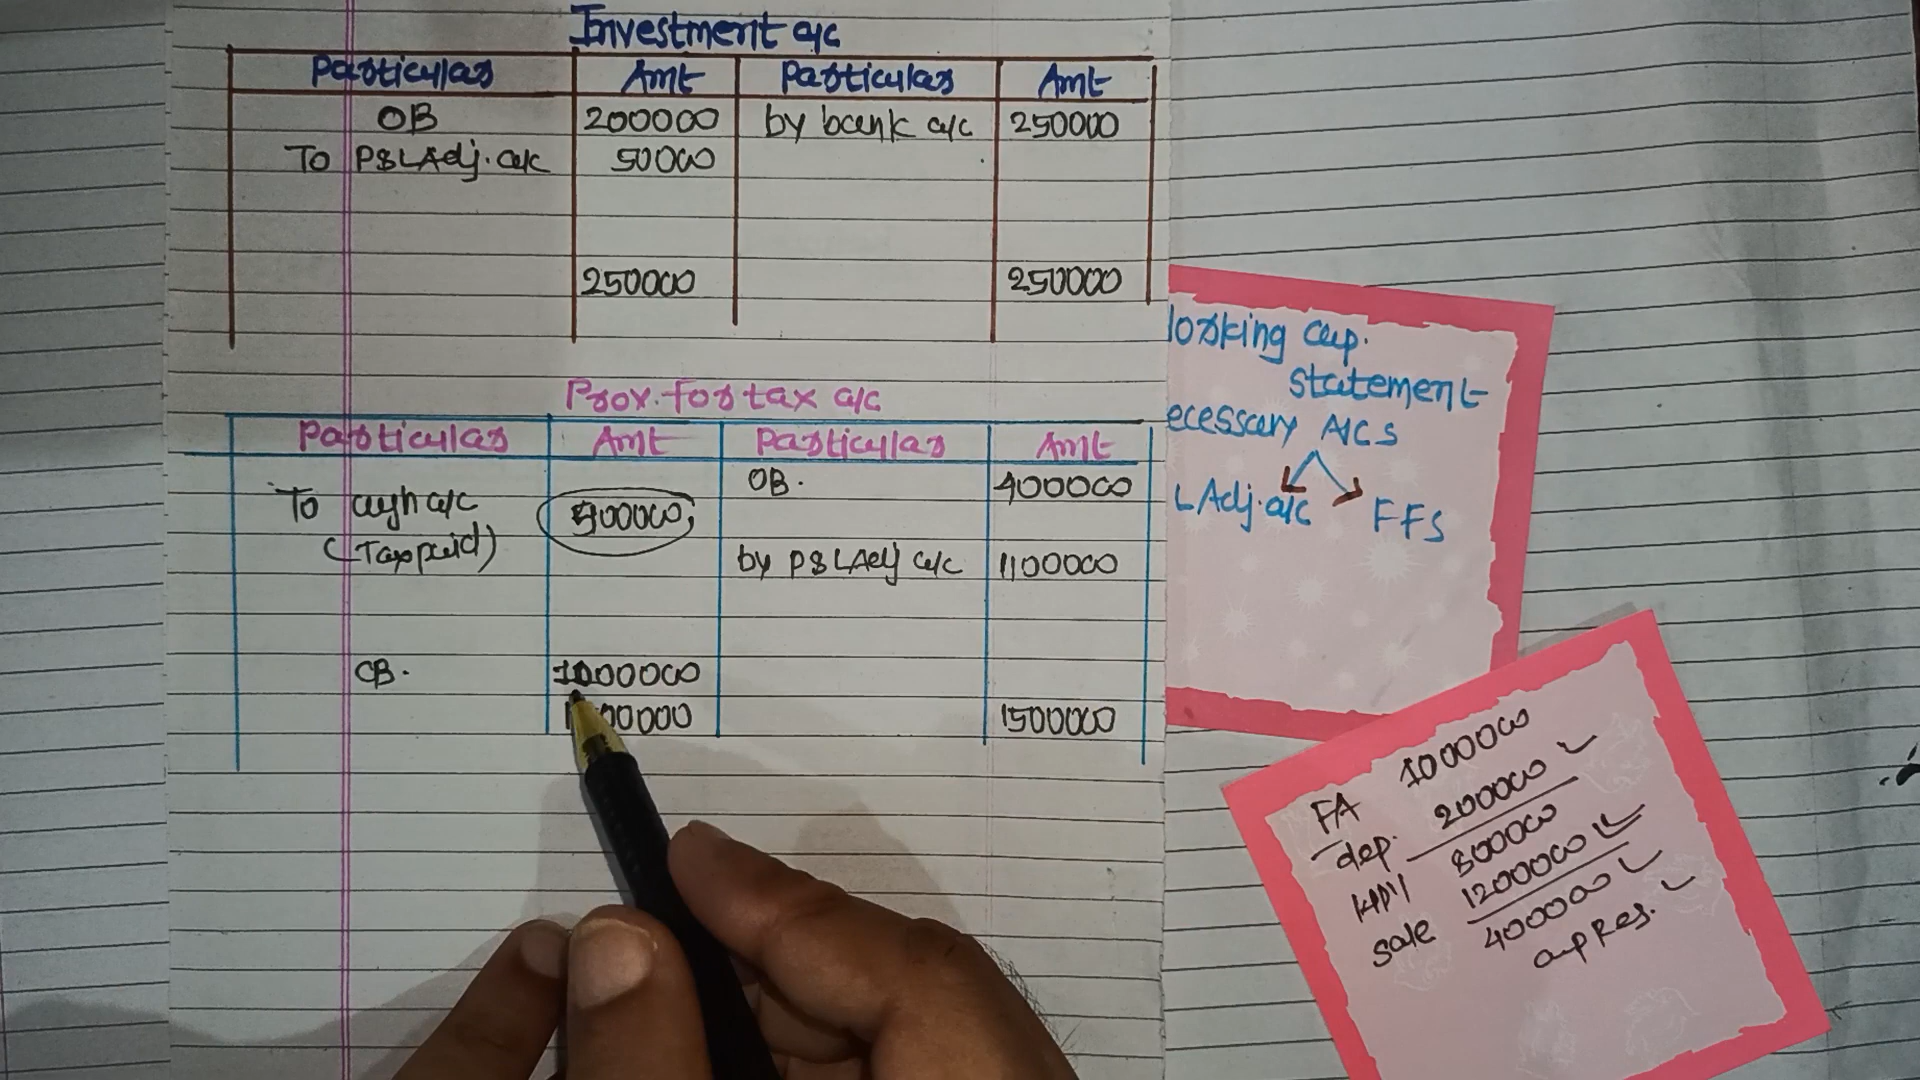 Investment a/c
Particulars Amt Particulars Amt
OB 200000 by bank a/c 250000
To P&LAdj. a/c 50000
250000 250000
Prov. for tax a/c
Particulars Amt Particulars Amt
OB. 400000
To cash a/c 500000
(Tax paid)
by P&LAdj a/c 1100000
CB. 1000000
1500000
orking cap.
statement
ecessary A/CS
LAdj. a/c FFS
FA 1000000
dep. 200000
800000
sale 1200000
400000
cap Res.